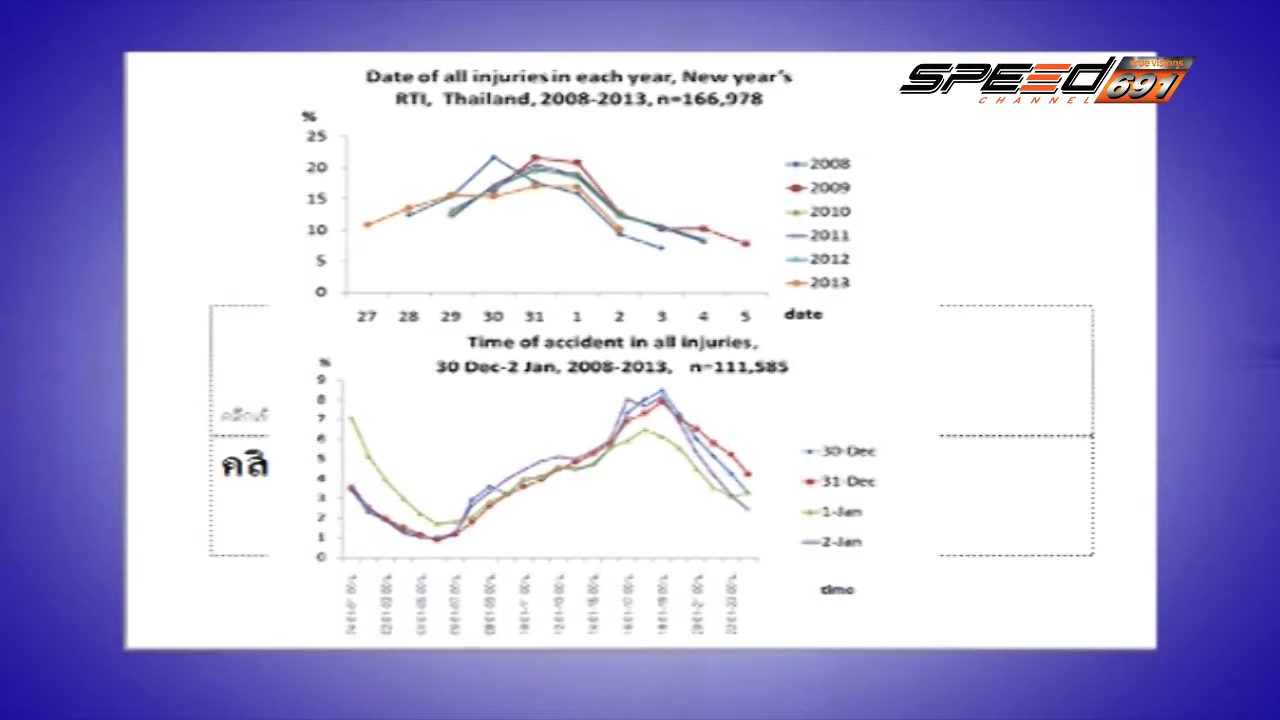 SPEED
CHANNEL
true visions
691
Date of all injuries in each year, New year's
RTI, Thailand, 2008-2013, n=166,978
%
25
20
15
10
5
0
27 28 29 30 31 1 2 3 4 5
date
2008
2009
2010
2011
2012
2013
Time of accident in all injuries,
30 Dec-2 Jan, 2008-2013, n=111,585
%
9
8
7
6
5
4
3
2
1
0
30-Dec
31-Dec
1-Jan
2-Jan
time
คลิ